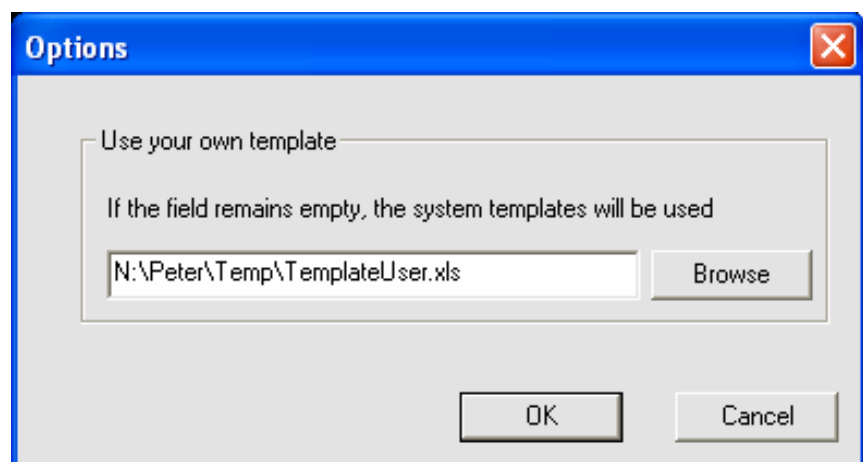 Options
Use your own template
If the field remains empty, the system templates will be used
N:\Peter\Temp\TemplateUser.xls
Browse
OK
Cancel